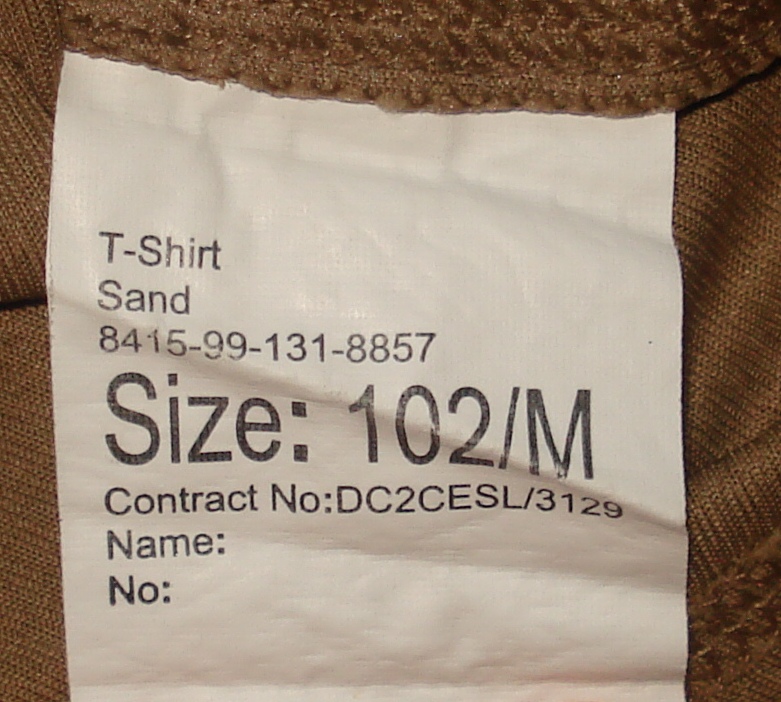 T-Shirt
Sand
8415-99-131-8857
Size: 102/M
Contract No:DC2CESL/3129
Name:
No: